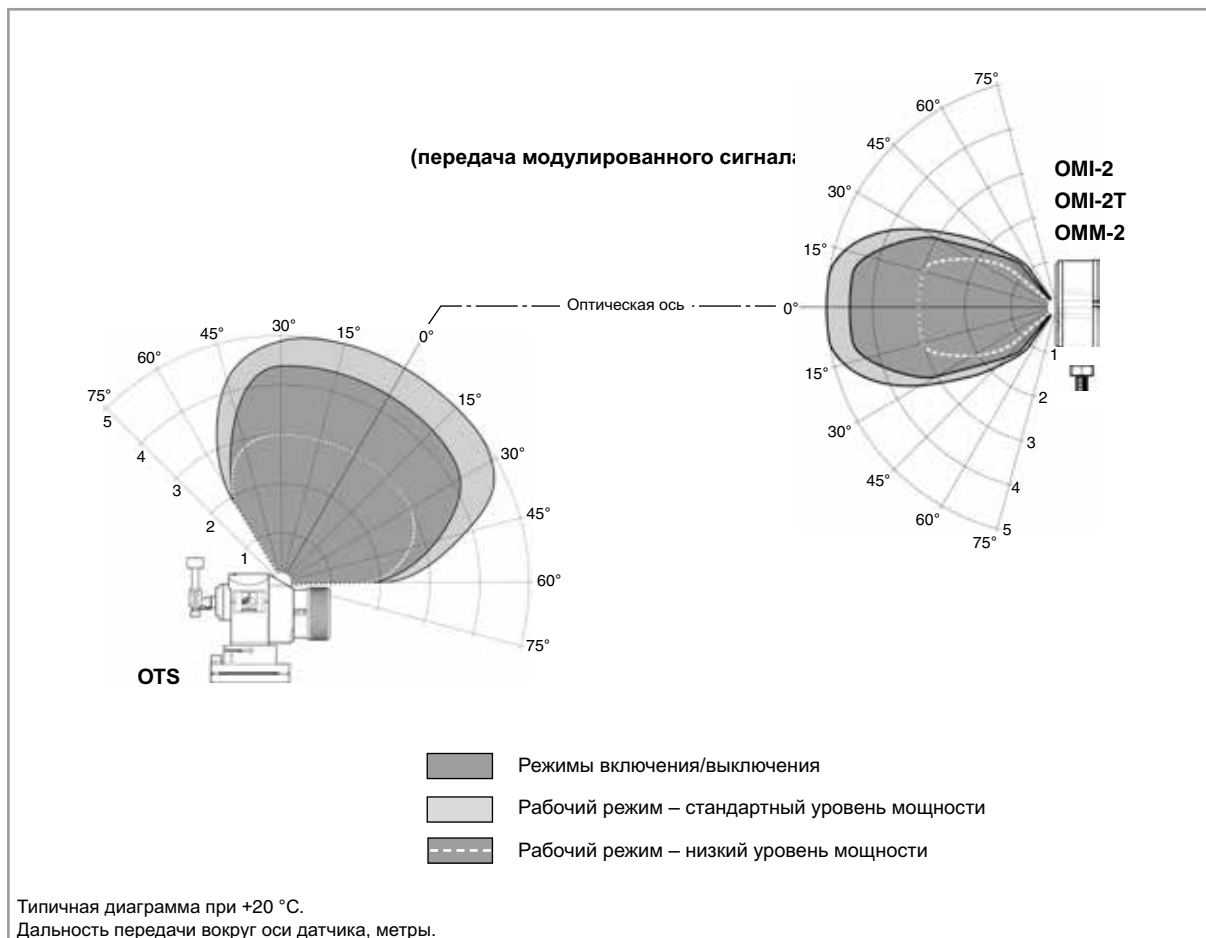 (передача модулированного сигнала
75°
60°
45°
30°
15°
0°
15°
30°
45°
60°
75°
1
2
3
4
5
OMI-2
OMI-2T
OMM-2
Оптическая ось
75°
60°
45°
30°
15°
0°
15°
30°
45°
60°
75°
5
4
3
2
1
OTS
Режимы включения/выключения
Рабочий режим – стандартный уровень мощности
Рабочий режим – низкий уровень мощности
Типичная диаграмма при +20 °C.
Дальность передачи вокруг оси датчика, метры.